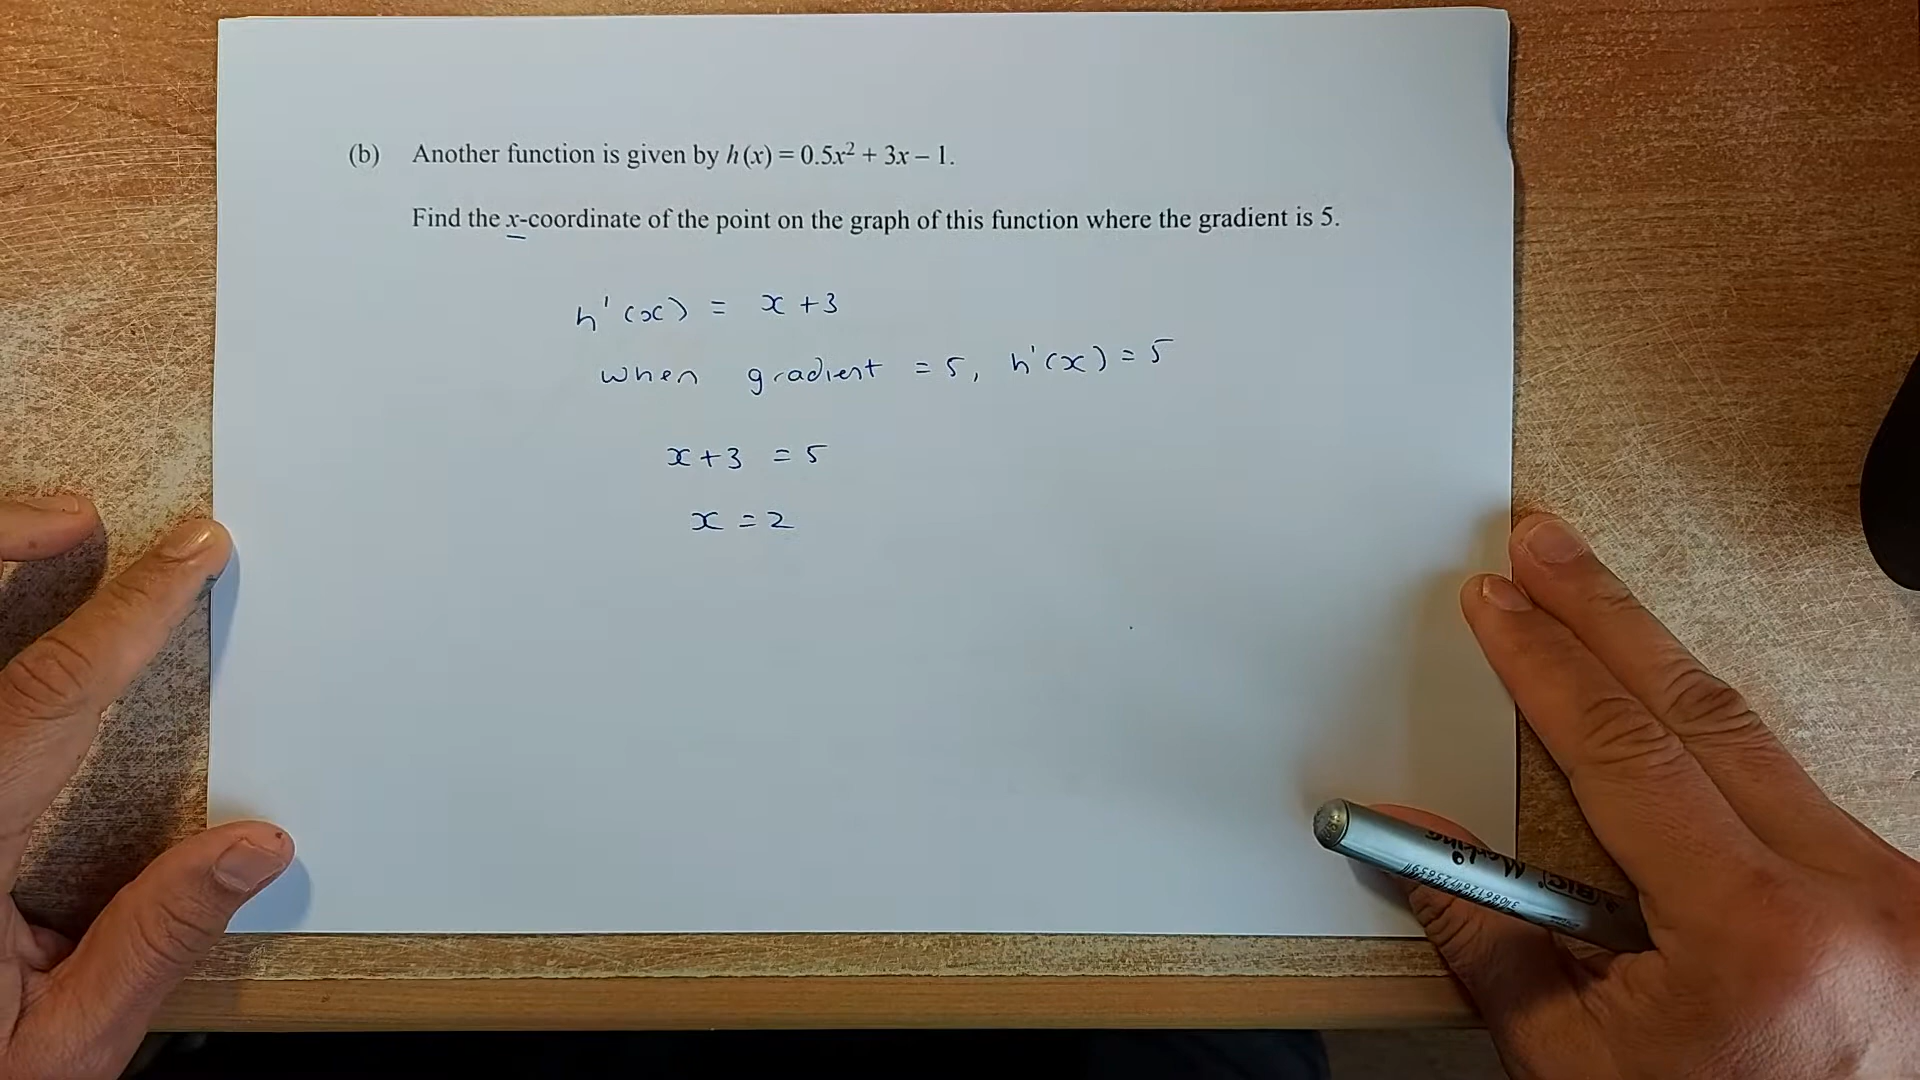 (b) Another function is given by h(x) = 0.5x² + 3x – 1.
Find the x-coordinate of the point on the graph of this function where the gradient is 5.
h'(x) = x + 3
when gradient = 5, h'(x) = 5
x + 3 = 5
x = 2
BIC Marking